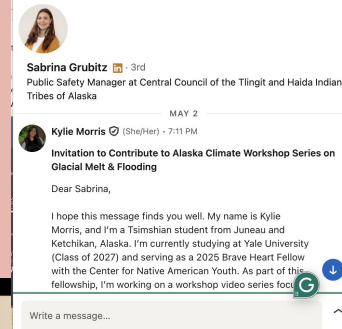 Sabrina Grubitz in · 3rd
Public Safety Manager at Central Council of the Tlingit and Haida Indian
Tribes of Alaska
MAY 2
Kylie Morris (She/Her) • 7:11 PM
Invitation to Contribute to Alaska Climate Workshop Series on
Glacial Melt & Flooding
Dear Sabrina,
I hope this message finds you well. My name is Kylie
Morris, and I'm a Tsimshian student from Juneau and
Ketchikan, Alaska. I'm currently studying at Yale University
(Class of 2027) and serving as a 2025 Brave Heart Fellow
with the Center for Native American Youth. As part of this
fellowship, I'm working on a workshop video series
Write a message...